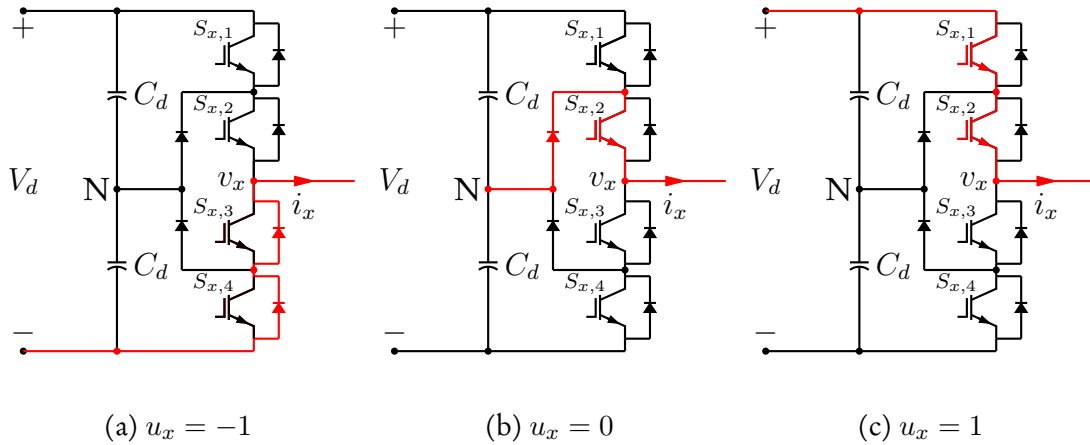 + S_{x,1} C_d S_{x,2} V_d N v_x i_x S_{x,3} C_d S_{x,4} −
+ S_{x,1} C_d S_{x,2} V_d N v_x i_x S_{x,3} C_d S_{x,4} −
+ S_{x,1} C_d S_{x,2} V_d N v_x i_x S_{x,3} C_d S_{x,4} −
(a) u_x = −1
(b) u_x = 0
(c) u_x = 1